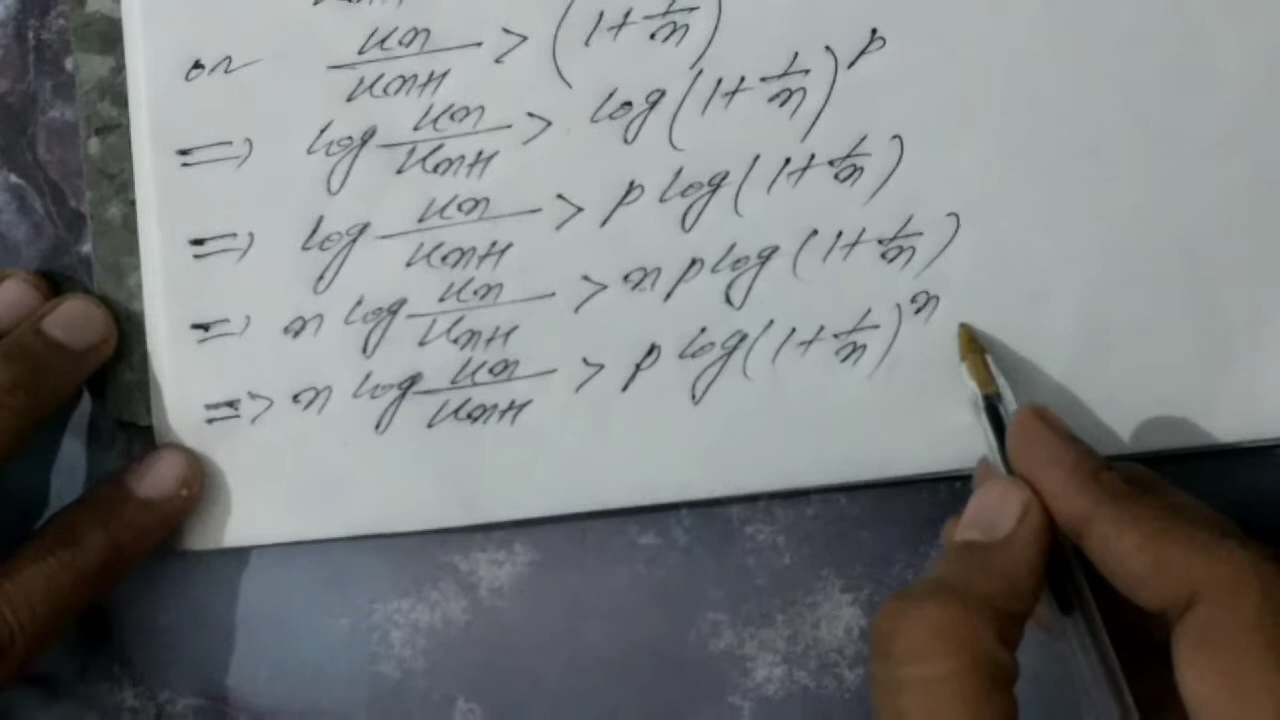 or un/un+1 > (1+1/n)
=> log un/un+1 > log(1+1/n)^p
=> log un/un+1 > p log(1+1/n)
=> n log un/un+1 > n p log(1+1/n)
=> n log un/un+1 > p log(1+1/n)^n